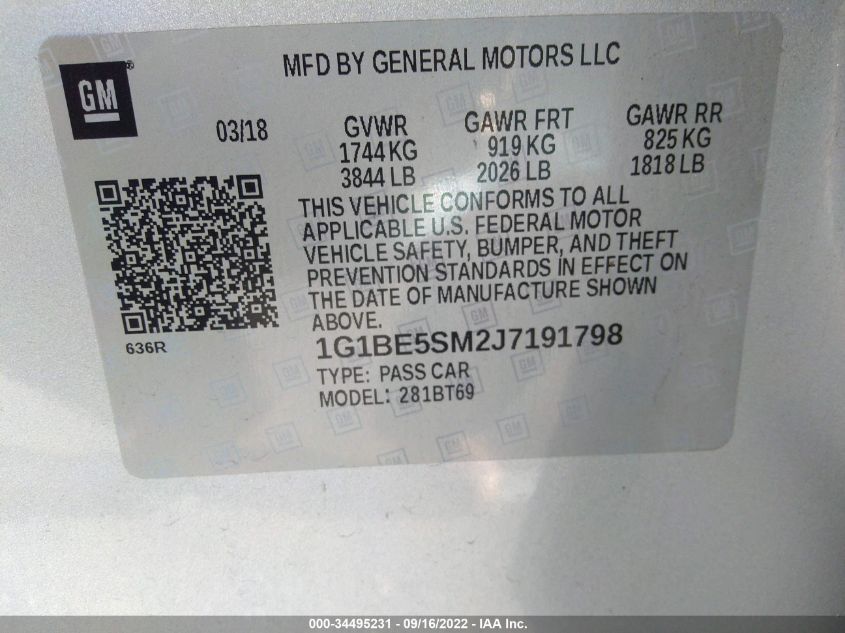 MFD BY GENERAL MOTORS LLC
GM®
03/18
GVWR
1744 KG
3844 LB
GAWR FRT
919 KG
2026 LB
GAWR RR
825 KG
1818 LB
THIS VEHICLE CONFORMS TO ALL
APPLICABLE U.S. FEDERAL MOTOR
VEHICLE SAFETY, BUMPER, AND THEFT
PREVENTION STANDARDS IN EFFECT ON
THE DATE OF MANUFACTURE SHOWN
ABOVE.
636R
1G1BE5SM2J7191798
TYPE: PASS CAR
MODEL: 281BT69
000-34495231 - 09/16/2022 - IAA Inc.